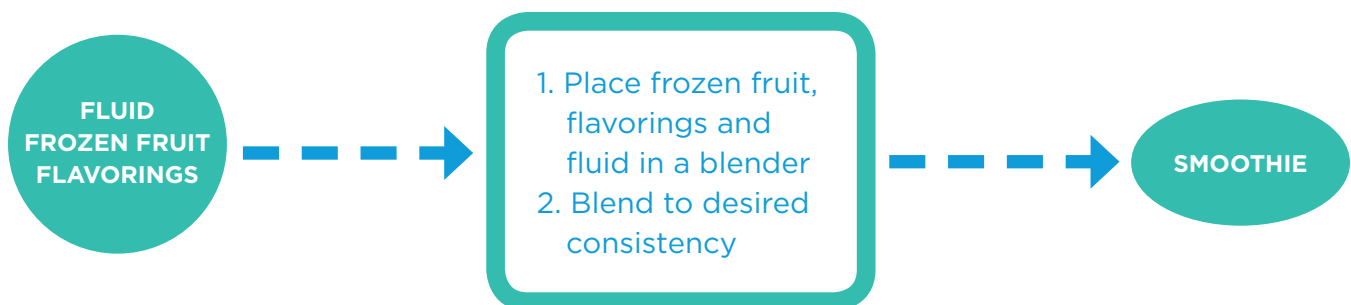 FLUID
FROZEN FRUIT
FLAVORINGS
1. Place frozen fruit,
flavorings and
fluid in a blender
2. Blend to desired
consistency
SMOOTHIE